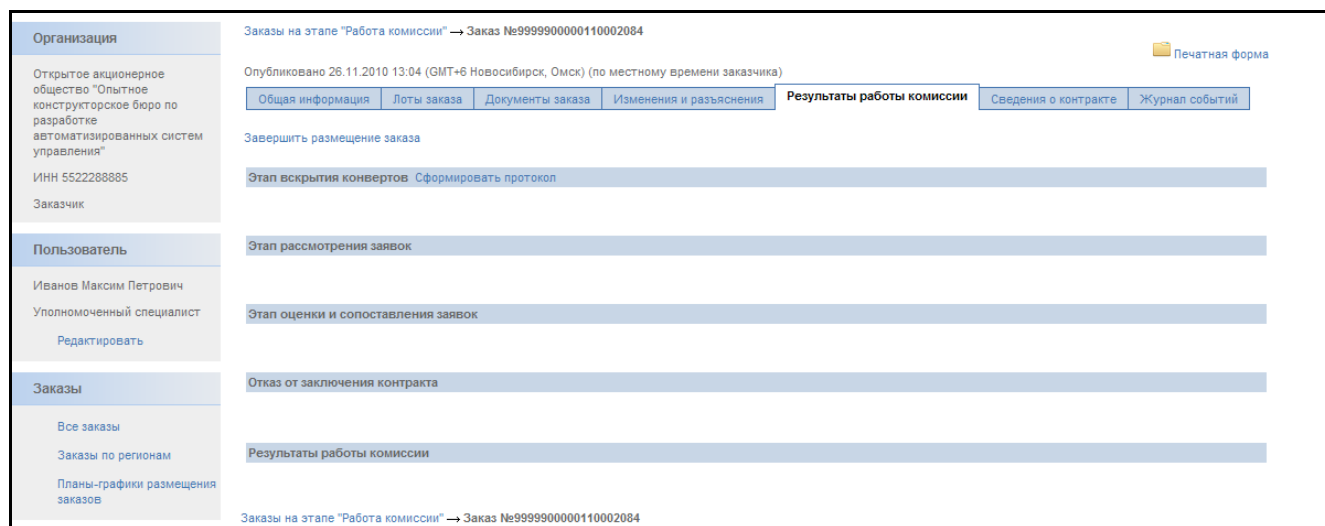 Организация
Открытое акционерное
общество "Опытное
конструкторское бюро по
разработке
автоматизированных систем
управления"
ИНН 5522288885
Заказчик
Пользователь
Иванов Максим Петрович
Уполномоченный специалист
Редактировать
Заказы
Все заказы
Заказы по регионам
Планы-графики размещения
заказов
Заказы на этапе "Работа комиссии" → Заказ №9999900000110002084
Печатная форма
Опубликовано 26.11.2010 13:04 (GMT+6 Новосибирск, Омск) (по местному времени заказчика)
Общая информация Лоты заказа Документы заказа Изменения и разъяснения Результаты работы комиссии Сведения о контракте Журнал событий
Завершить размещение заказа
Этап вскрытия конвертов Сформировать протокол
Этап рассмотрения заявок
Этап оценки и сопоставления заявок
Отказ от заключения контракта
Результаты работы комиссии
Заказы на этапе "Работа комиссии" → Заказ №9999900000110002084